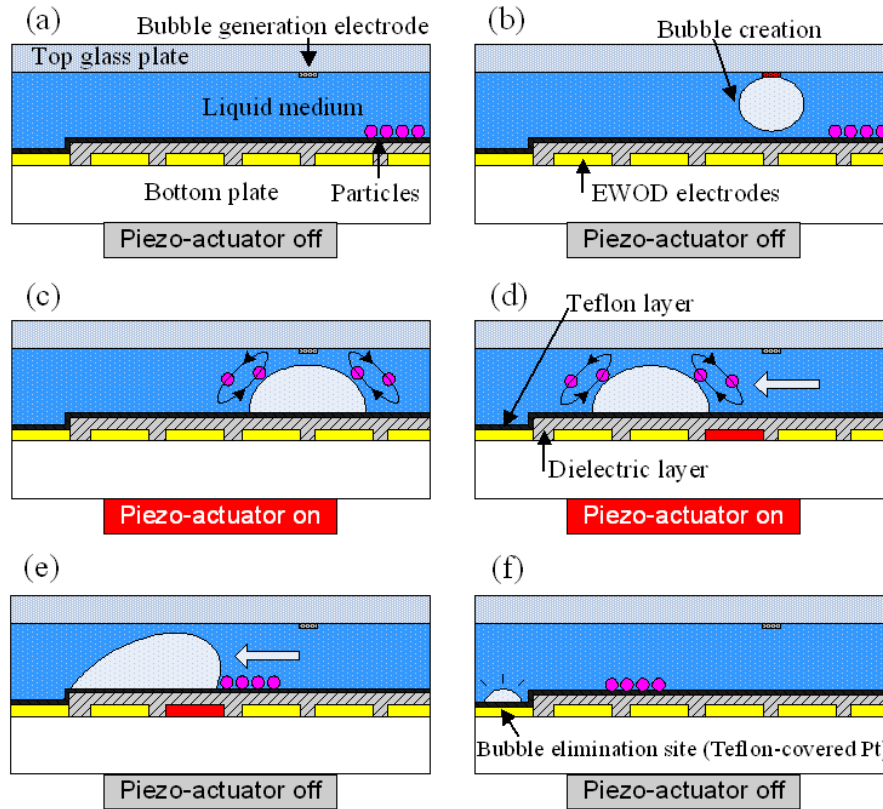 (a)
Bubble generation electrode
Top glass plate
Liquid medium
Bottom plate
Particles
Piezo-actuator off
(b)
Bubble creation
EWOD electrodes
Piezo-actuator off
(c)
Piezo-actuator on
(d)
Teflon layer
Dielectric layer
Piezo-actuator on
(e)
Piezo-actuator off
(f)
Bubble elimination site (Teflon-covered Pt)
Piezo-actuator off